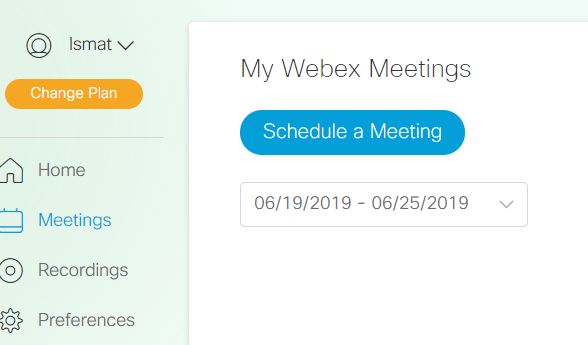 Ismat
Change Plan
Home
Meetings
Recordings
Preferences
My Webex Meetings
Schedule a Meeting
06/19/2019 - 06/25/2019